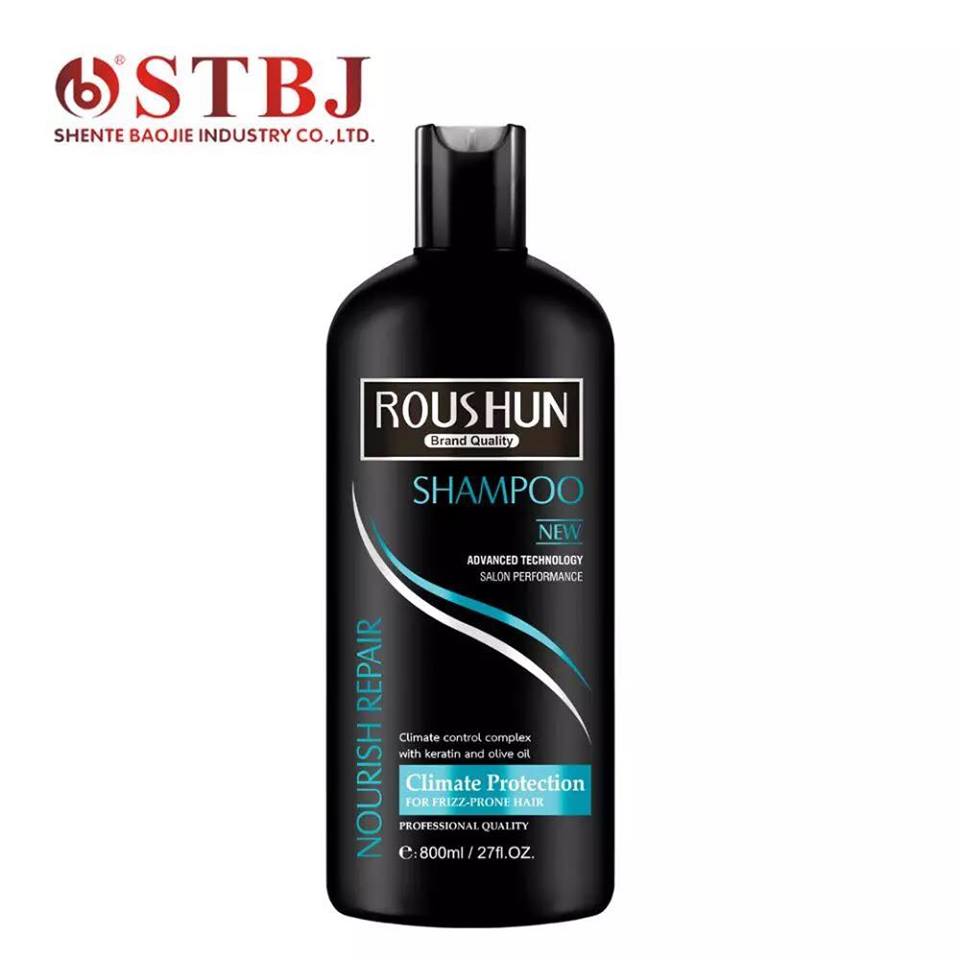 ®STBJ
SHENTE BAOJIE INDUSTRY CO.,LTD.
ROUSHUN
Brand Quality
SHAMPOO
NEW
ADVANCED TECHNOLOGY
SALON PERFORMANCE
NOURISH REPAIR
Climate control complex
with keratin and olive oil
Climate Protection
FOR FRIZZ-PRONE HAIR
PROFESSIONAL QUALITY
e: 800ml / 27fl.OZ.